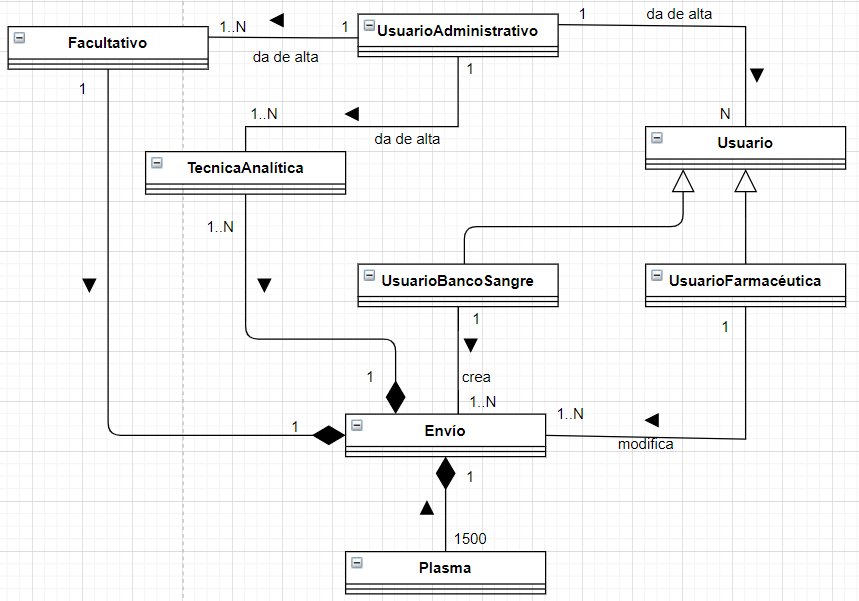 1
da de alta
1..N
1
UsuarioAdministrativo
Facultativo
da de alta
1
1
1..N
N
da de alta
Usuario
TecnicaAnalítica
1..N
UsuarioBancoSangre
UsuarioFarmacéutica
1
1
1
crea
1..N
1..N
1
Envío
modifica
1
1500
Plasma